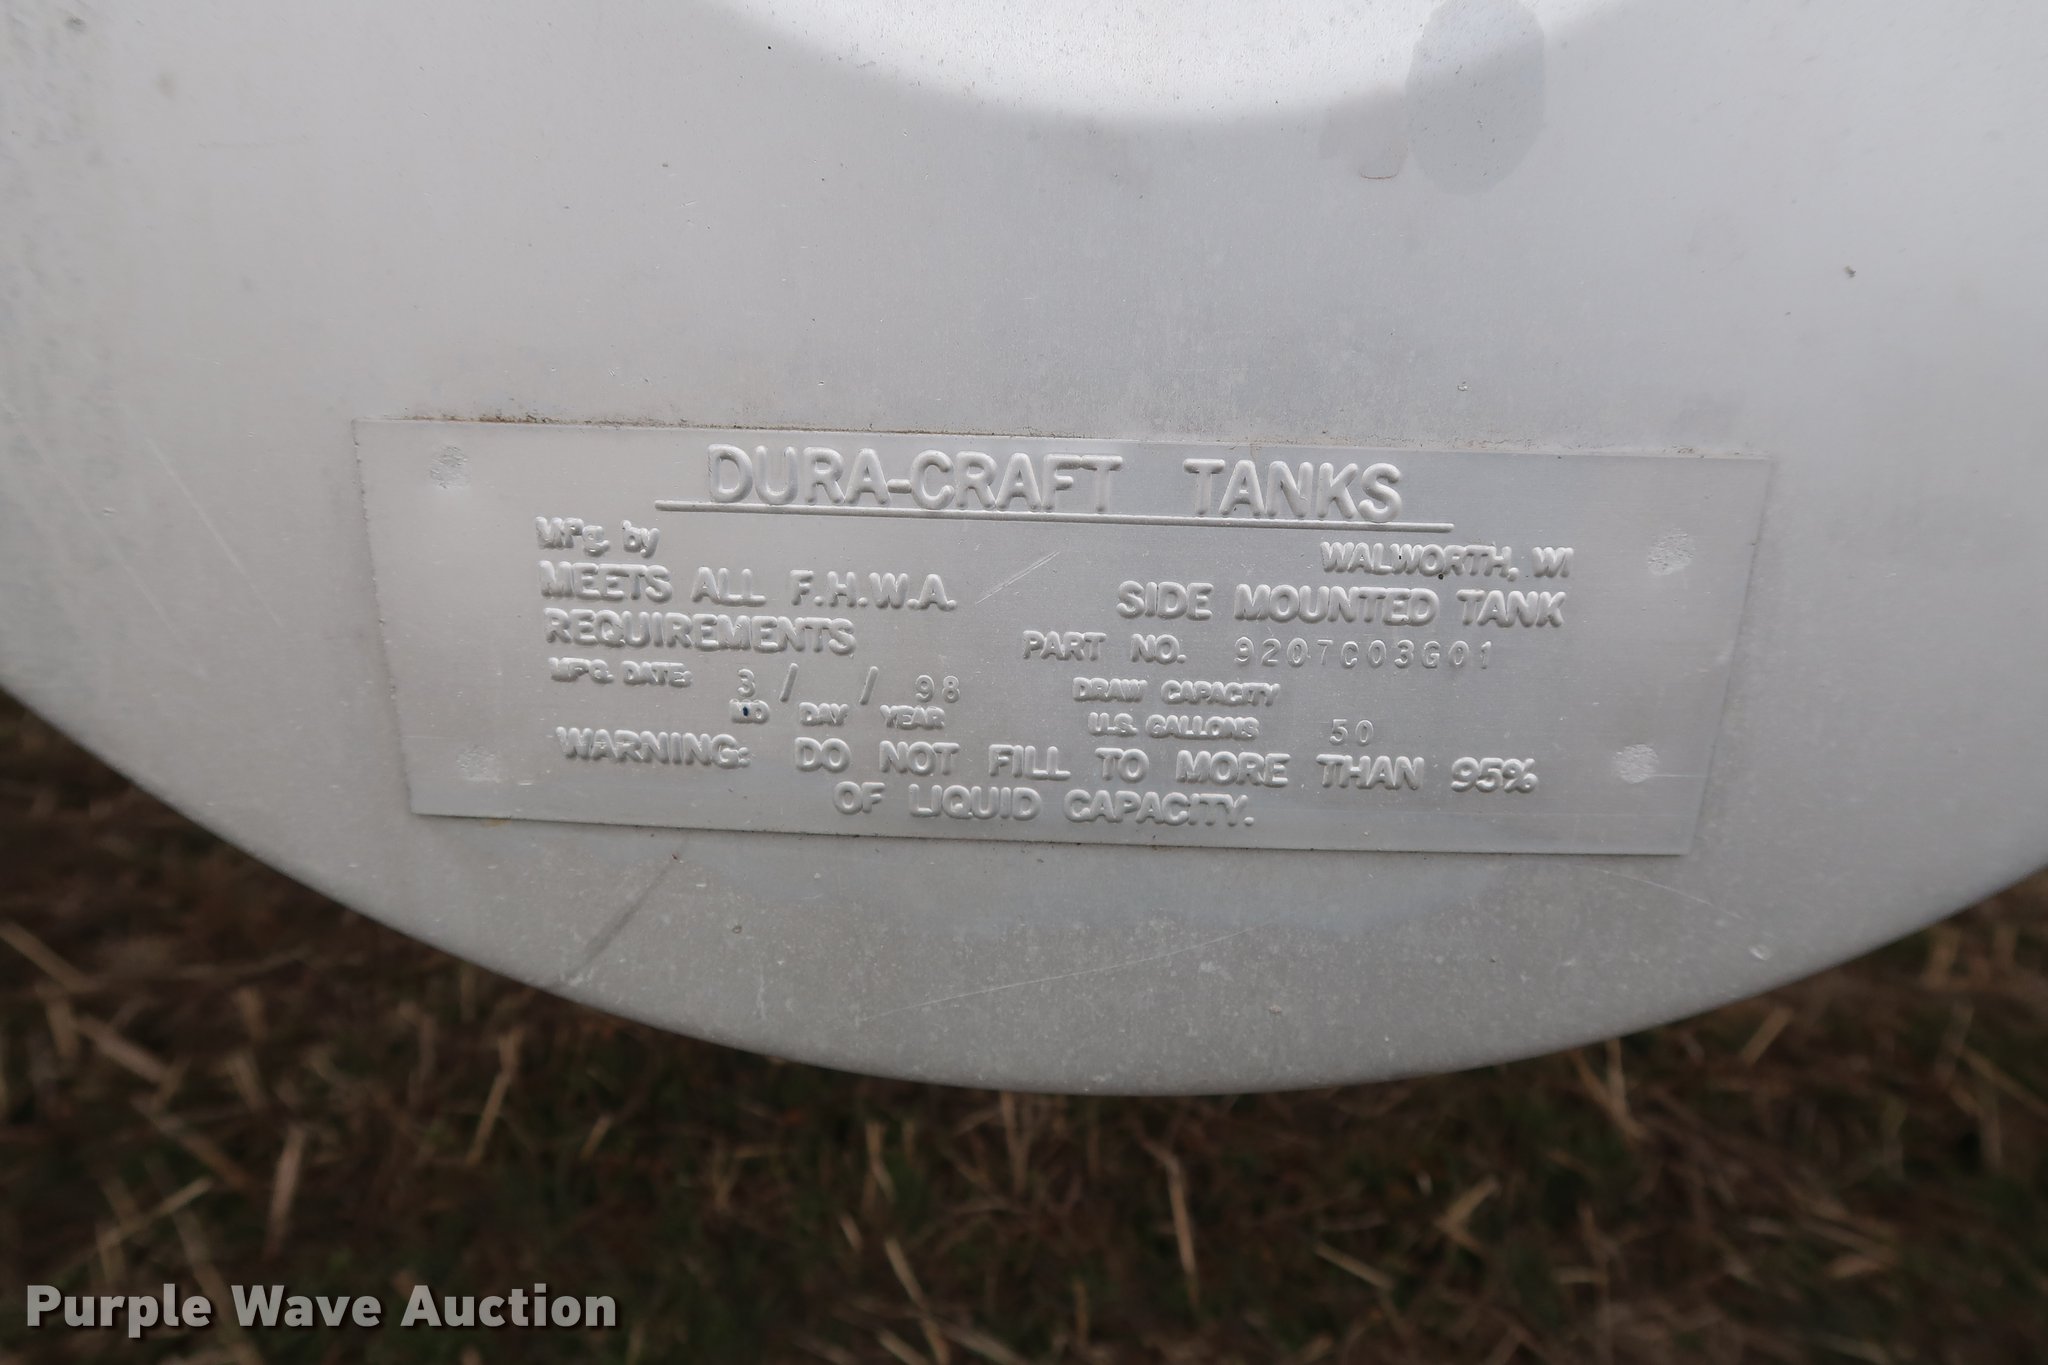 DURA-CRAFT TANKS
Mfg. by
WALWORTH, WI
MEETS ALL F.H.W.A.
REQUIREMENTS
SIDE MOUNTED TANK
PART NO. 9207C03G01
MFG. DATE: 3 / / 98
MO DAY YEAR
DRAW CAPACITY
U.S. GALLONS 50
WARNING: DO NOT FILL TO MORE THAN 95%
OF LIQUID CAPACITY.
Purple Wave Auction